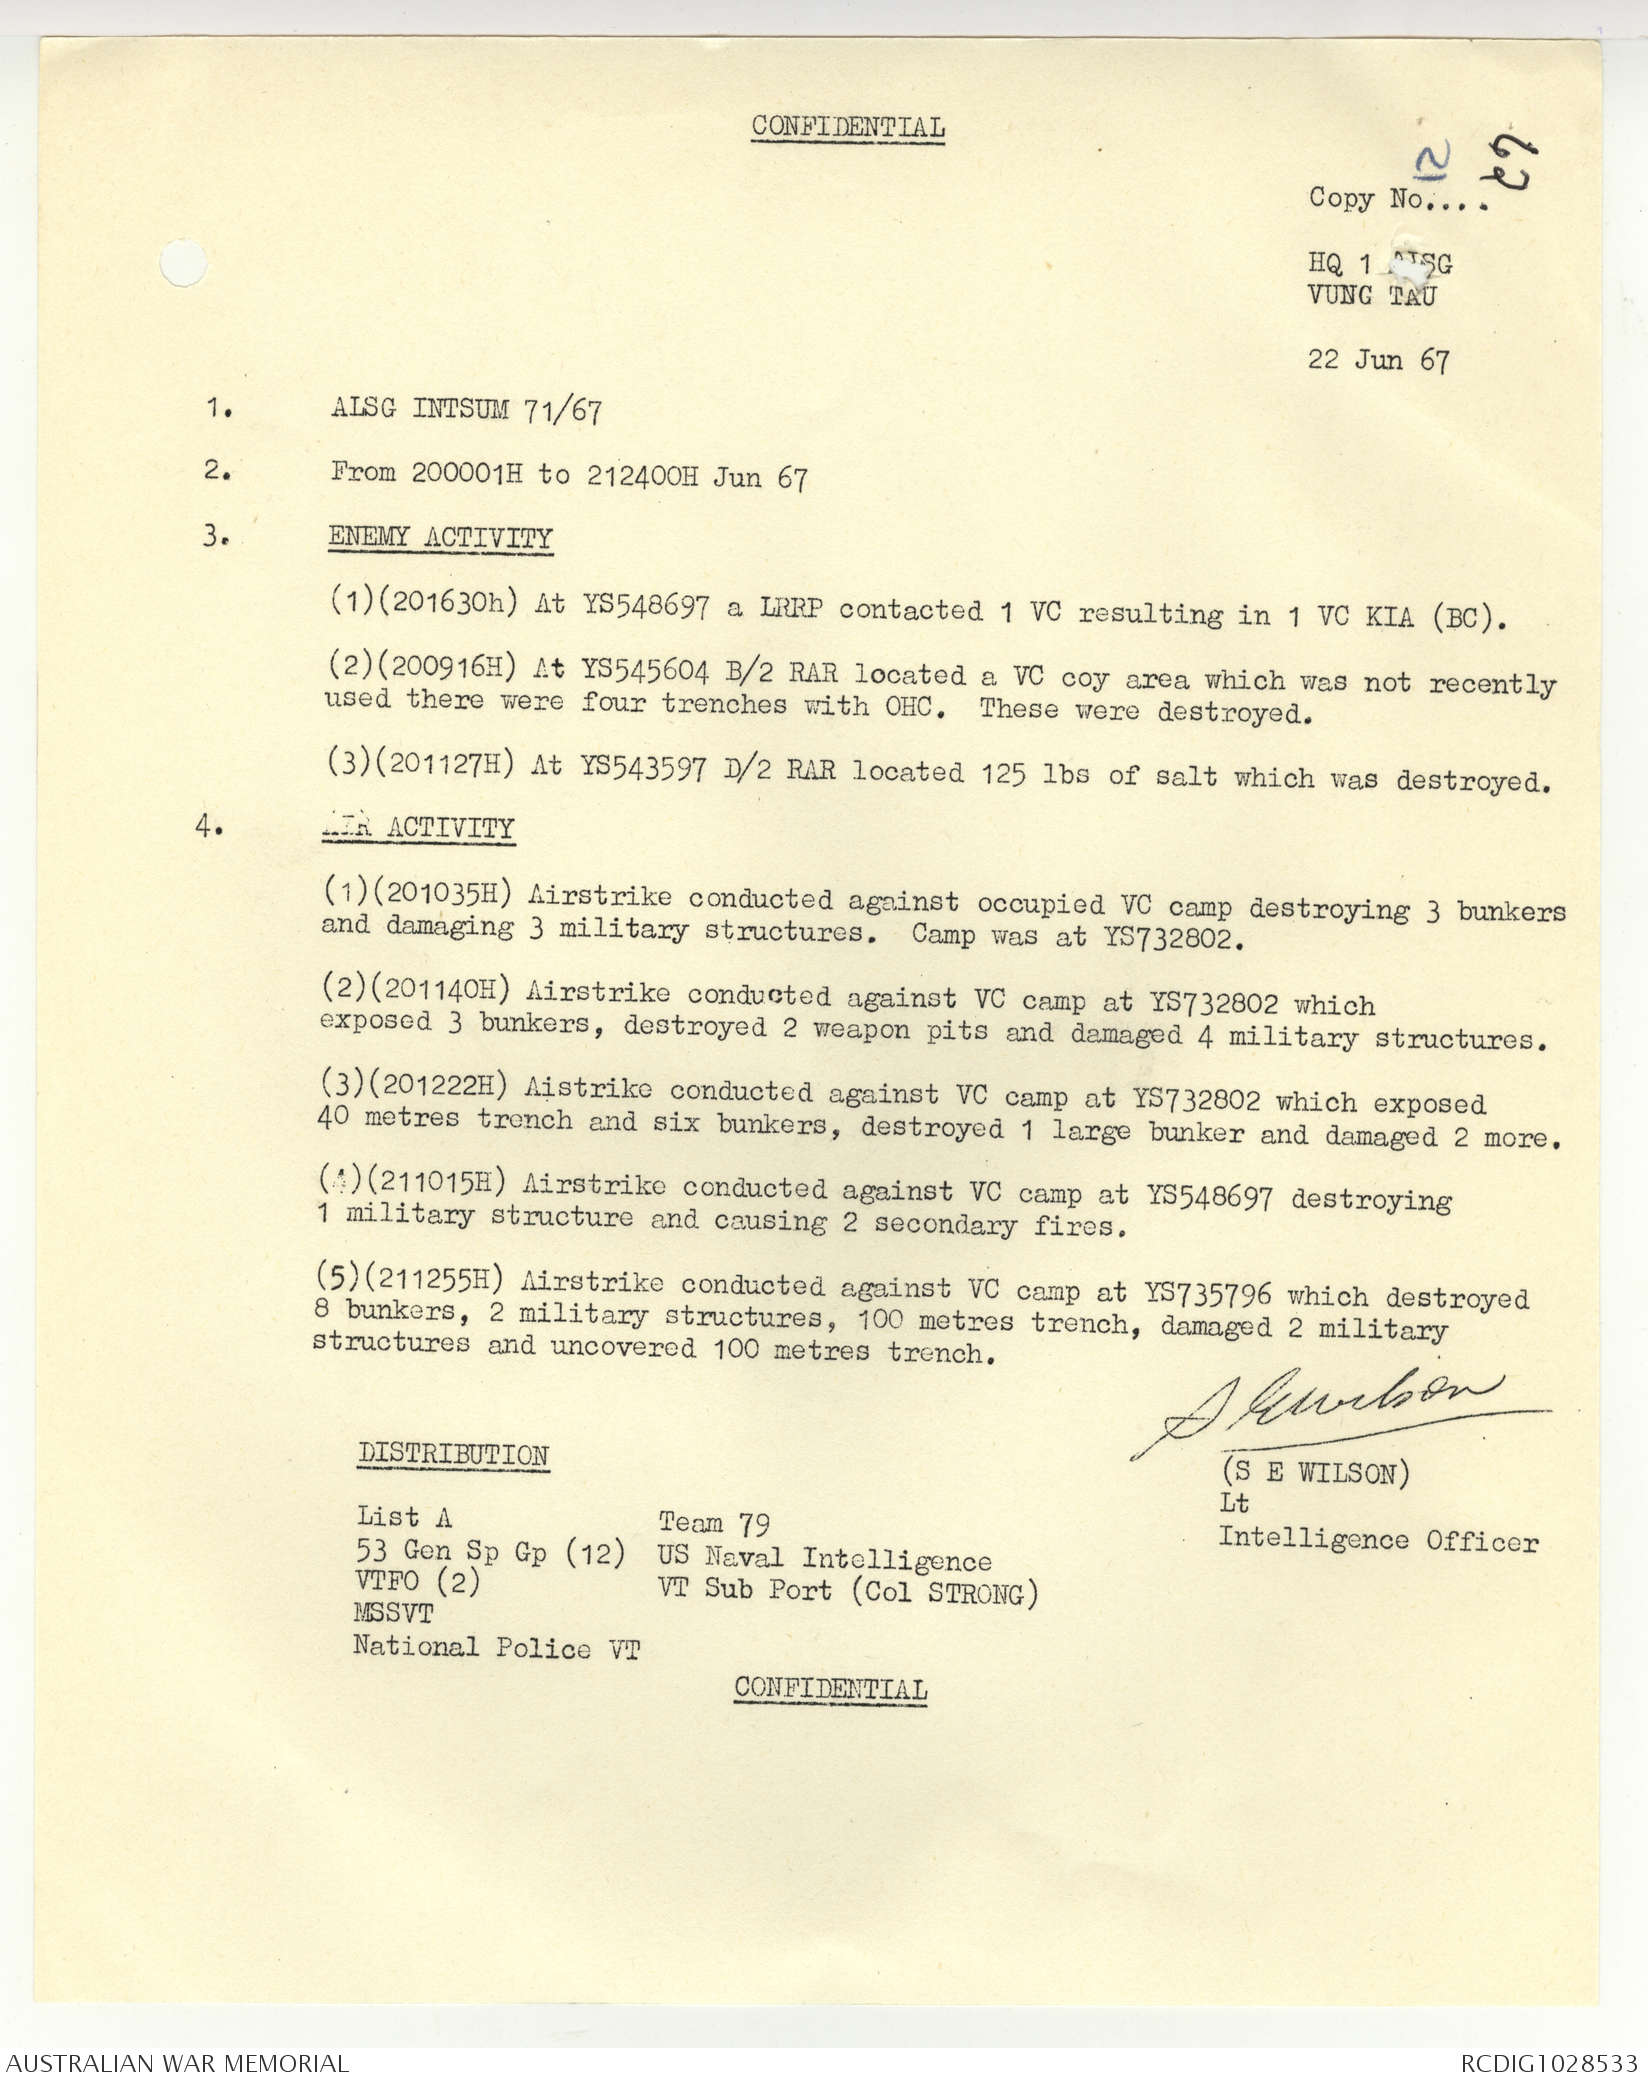 CONFIDENTIAL
Copy No....
HQ 1 ALSG
VUNG TAU
22 Jun 67
1. ALSG INTSUM 71/67
2. From 200001H to 212400H Jun 67
3. ENEMY ACTIVITY
(1)(201630h) At YS548697 a LRRP contacted 1 VC resulting in 1 VC KIA (BC).
(2)(200916H) At YS545604 B/2 RAR located a VC coy area which was not recently
used there were four trenches with OHC. These were destroyed.
(3)(201127H) At YS543597 D/2 RAR located 125 lbs of salt which was destroyed.
4. AIR ACTIVITY
(1)(201035H) Airstrike conducted against occupied VC camp destroying 3 bunkers
and damaging 3 military structures. Camp was at YS732802.
(2)(201140H) Airstrike conducted against VC camp at YS732802 which
exposed 3 bunkers, destroyed 2 weapon pits and damaged 4 military structures.
(3)(201222H) Aistrike conducted against VC camp at YS732802 which exposed
40 metres trench and six bunkers, destroyed 1 large bunker and damaged 2 more.
(4)(211015H) Airstrike conducted against VC camp at YS548697 destroying
1 military structure and causing 2 secondary fires.
(5)(211255H) Airstrike conducted against VC camp at YS735796 which destroyed
8 bunkers, 2 military structures, 100 metres trench, damaged 2 military
structures and uncovered 100 metres trench.
S E Wilson
(S E WILSON)
Lt
Intelligence Officer
DISTRIBUTION
List A Team 79
53 Gen Sp Gp (12) US Naval Intelligence
VTFO (2) VT Sub Port (Col STRONG)
MSSVT
National Police VT
CONFIDENTIAL
AUSTRALIAN WAR MEMORIAL RCDIG1028533